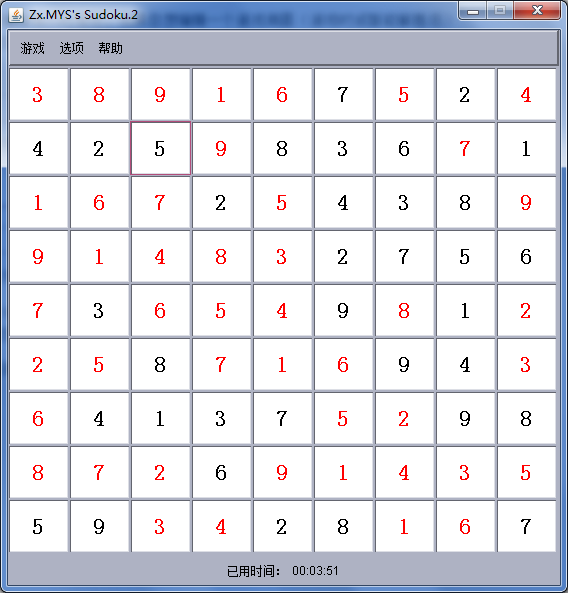 Zx.MYS's Sudoku.2
游戏 选项 帮助
3 8 9 1 6 7 5 2 4
4 2 5 9 8 3 6 7 1
1 6 7 2 5 4 3 8 9
9 1 4 8 3 2 7 5 6
7 3 6 5 4 9 8 1 2
2 5 8 7 1 6 9 4 3
6 4 1 3 7 5 2 9 8
8 7 2 6 9 1 4 3 5
5 9 3 4 2 8 1 6 7
已用时间： 00:03:51